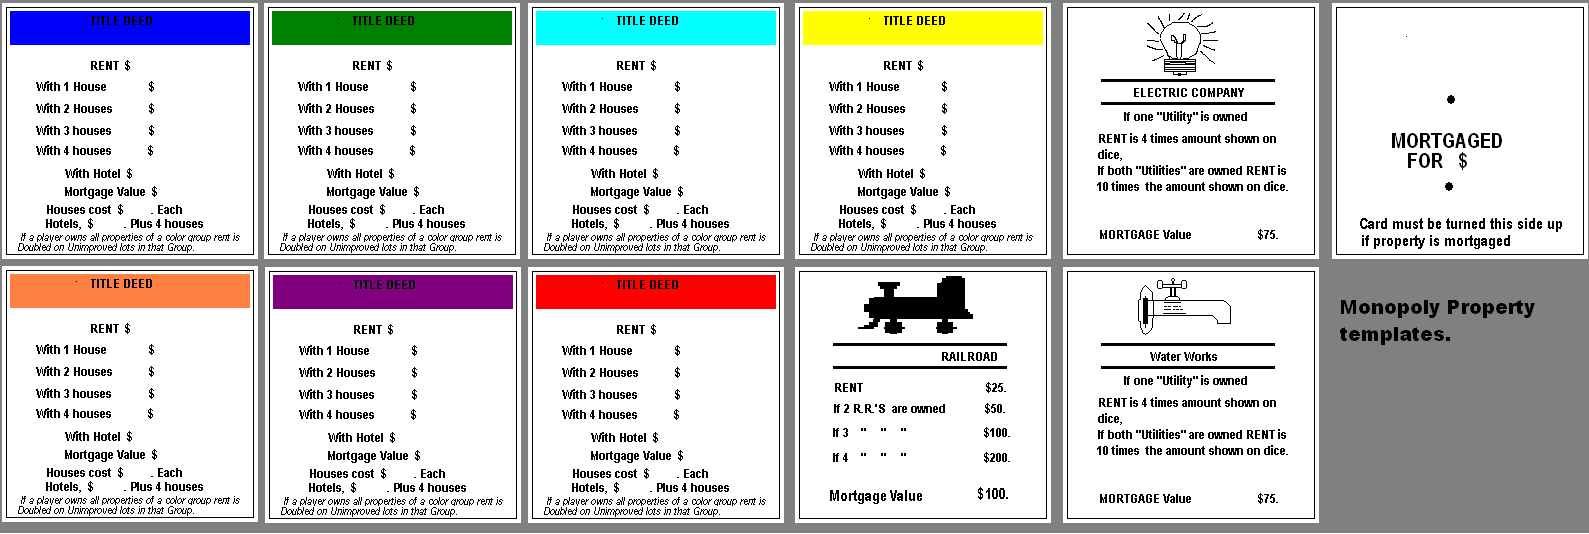 TITLE DEED
RENT $
With 1 House $
With 2 Houses $
With 3 houses $
With 4 houses $
With Hotel $
Mortgage Value $
Houses cost $ . Each
Hotels, $ . Plus 4 houses
If a player owns all properties of a color group rent is
Doubled on Unimproved lots in that Group.
TITLE DEED
RENT $
With 1 House $
With 2 Houses $
With 3 houses $
With 4 houses $
With Hotel $
Mortgage Value $
Houses cost $ . Each
Hotels, $ . Plus 4 houses
If a player owns all properties of a color group rent is
Doubled on Unimproved lots in that Group.
TITLE DEED
RENT $
With 1 House $
With 2 Houses $
With 3 houses $
With 4 houses $
With Hotel $
Mortgage Value $
Houses cost $ . Each
Hotels, $ . Plus 4 houses
If a player owns all properties of a color group rent is
Doubled on Unimproved lots in that Group.
TITLE DEED
RENT $
With 1 House $
With 2 Houses $
With 3 houses $
With 4 houses $
With Hotel $
Mortgage Value $
Houses cost $ . Each
Hotels, $ . Plus 4 houses
If a player owns all properties of a color group rent is
Doubled on Unimproved lots in that Group.
ELECTRIC COMPANY
If one "Utility" is owned
RENT is 4 times amount shown on
dice,
If both "Utilities" are owned RENT is
10 times the amount shown on dice.
MORTGAGE Value $75.
MORTGAGED
FOR $
Card must be turned this side up
if property is mortgaged
TITLE DEED
RENT $
With 1 House $
With 2 Houses $
With 3 houses $
With 4 houses $
With Hotel $
Mortgage Value $
Houses cost $ . Each
Hotels, $ . Plus 4 houses
If a player owns all properties of a color group rent is
Doubled on Unimproved lots in that Group.
TITLE DEED
RENT $
With 1 House $
With 2 Houses $
With 3 houses $
With 4 houses $
With Hotel $
Mortgage Value $
Houses cost $ . Each
Hotels, $ . Plus 4 houses
If a player owns all properties of a color group rent is
Doubled on Unimproved lots in that Group.
TITLE DEED
RENT $
With 1 House $
With 2 Houses $
With 3 houses $
With 4 houses $
With Hotel $
Mortgage Value $
Houses cost $ . Each
Hotels, $ . Plus 4 houses
If a player owns all properties of a color group rent is
Doubled on Unimproved lots in that Group.
RAILROAD
RENT $25.
If 2 R.R.'S are owned $50.
If 3 " " " $100.
If 4 " " " $200.
Mortgage Value $100.
Water Works
If one "Utility" is owned
RENT is 4 times amount shown on
dice,
If both "Utilities" are owned RENT is
10 times the amount shown on dice.
MORTGAGE Value $75.
Monopoly Property
templates.